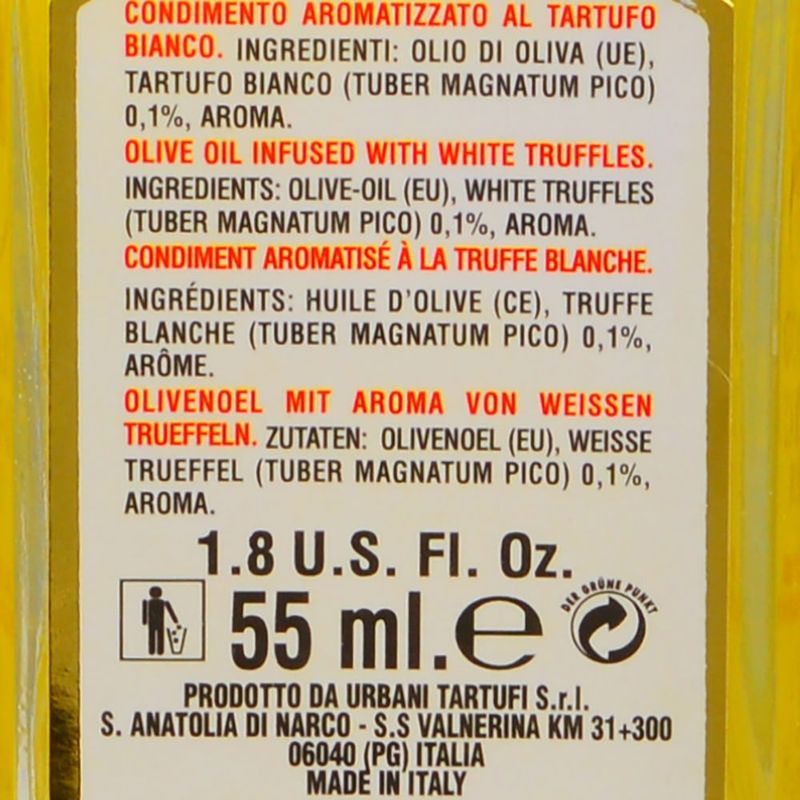 CONDIMENTO AROMATIZZATO AL TARTUFO
BIANCO. INGREDIENTI: OLIO DI OLIVA (UE),
TARTUFO BIANCO (TUBER MAGNATUM PICO)
0,1%, AROMA.
OLIVE OIL INFUSED WITH WHITE TRUFFLES.
INGREDIENTS: OLIVE-OIL (EU), WHITE TRUFFLES
(TUBER MAGNATUM PICO) 0,1%, AROMA.
CONDIMENT AROMATISÉ À LA TRUFFE BLANCHE.
INGRÉDIENTS: HUILE D'OLIVE (CE), TRUFFE
BLANCHE (TUBER MAGNATUM PICO) 0,1%,
ARÔME.
OLIVENOEL MIT AROMA VON WEISSEN
TRUEFFELN. ZUTATEN: OLIVENOEL (EU), WEISSE
TRUEFFEL (TUBER MAGNATUM PICO) 0,1%,
AROMA.
1.8 U.S. Fl. Oz.
55 ml. e
DER GRÜNE PUNKT
PRODOTTO DA URBANI TARTUFI S.r.l.
S. ANATOLIA DI NARCO - S.S VALNERINA KM 31+300
06040 (PG) ITALIA
MADE IN ITALY